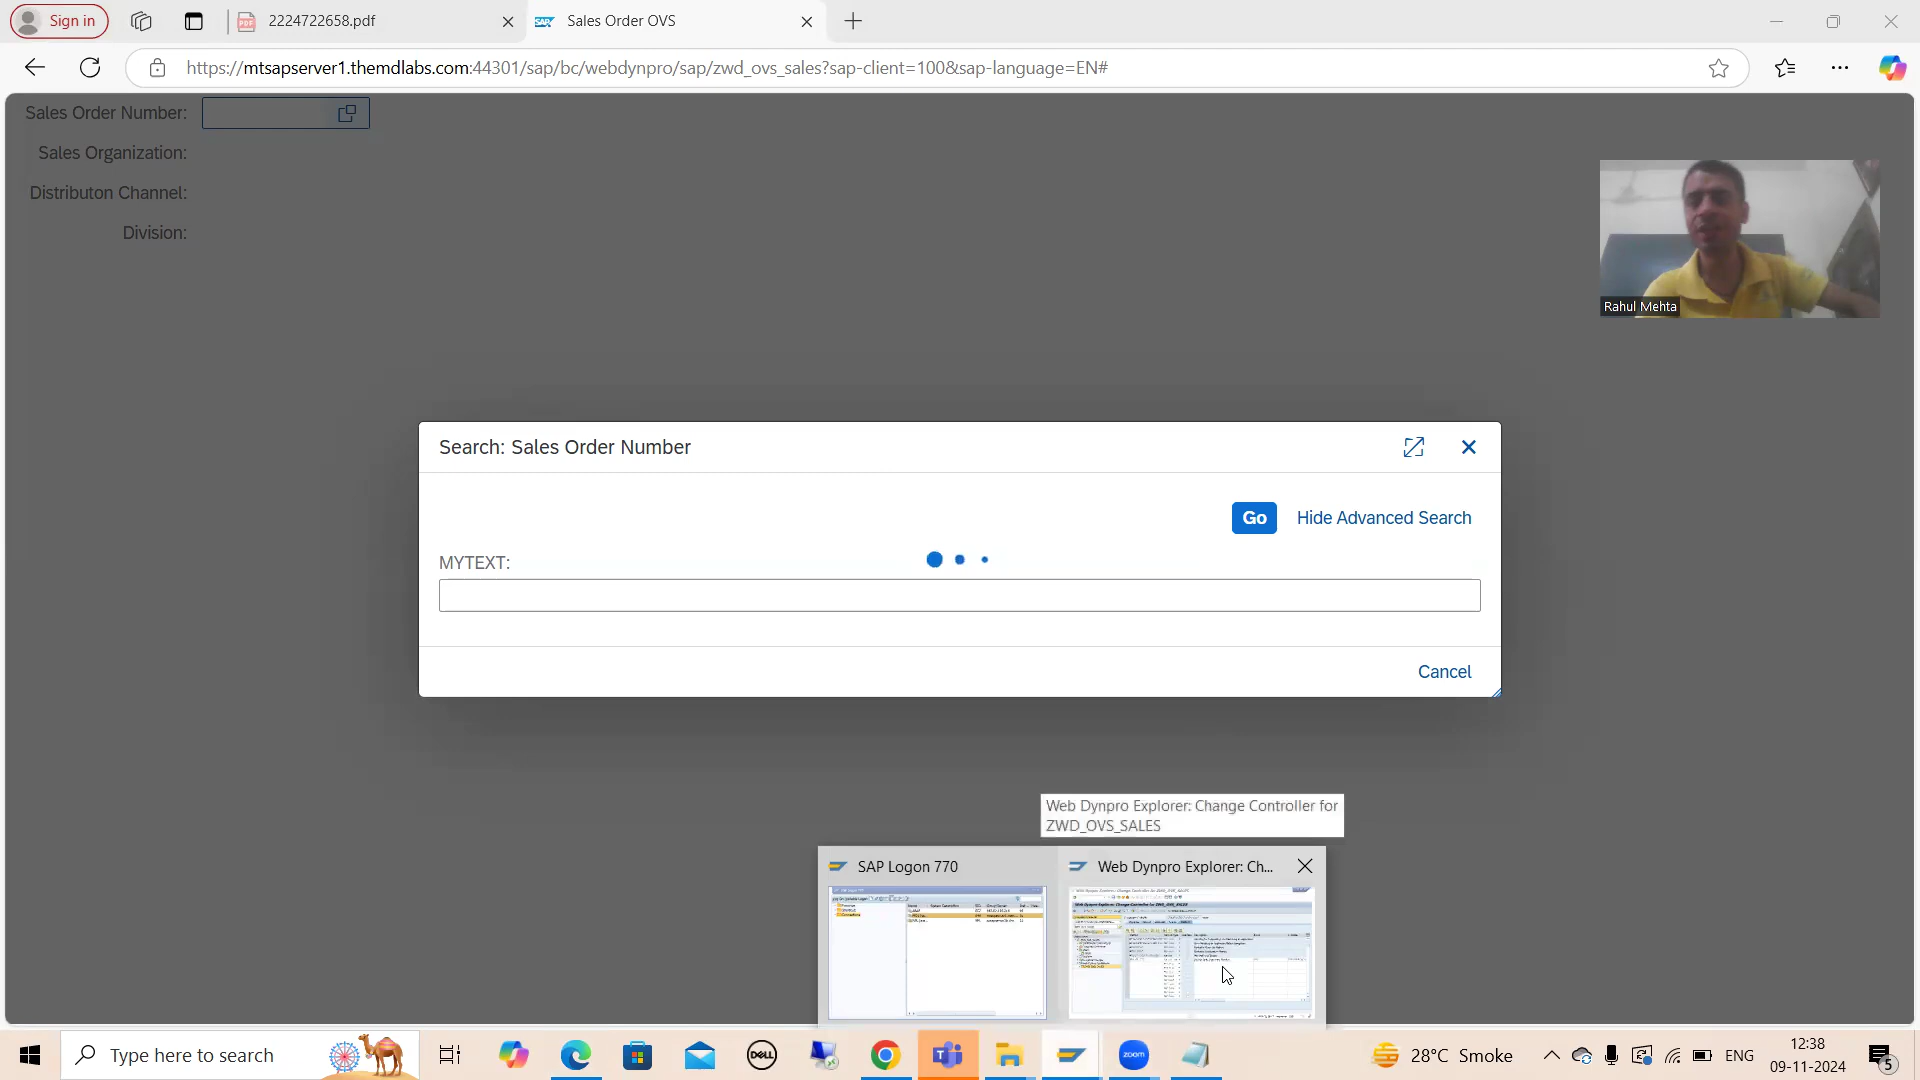 Sign in
2224722658.pdf
Sales Order OVS
https://mtsapserver1.themdlabs.com:44301/sap/bc/webdynpro/sap/zwd_ovs_sales?sap-client=100&sap-language=EN#
Sales Order Number:
Sales Organization:
Distributon Channel:
Division:
Rahul Mehta
Search: Sales Order Number
Go
Hide Advanced Search
MYTEXT:
Cancel
Web Dynpro Explorer: Change Controller for
ZWD_OVS_SALES
SAP Logon 770
Web Dynpro Explorer: Ch...
Type here to search
DELL
zoom
28°C Smoke
ENG
12:38
09-11-2024
5